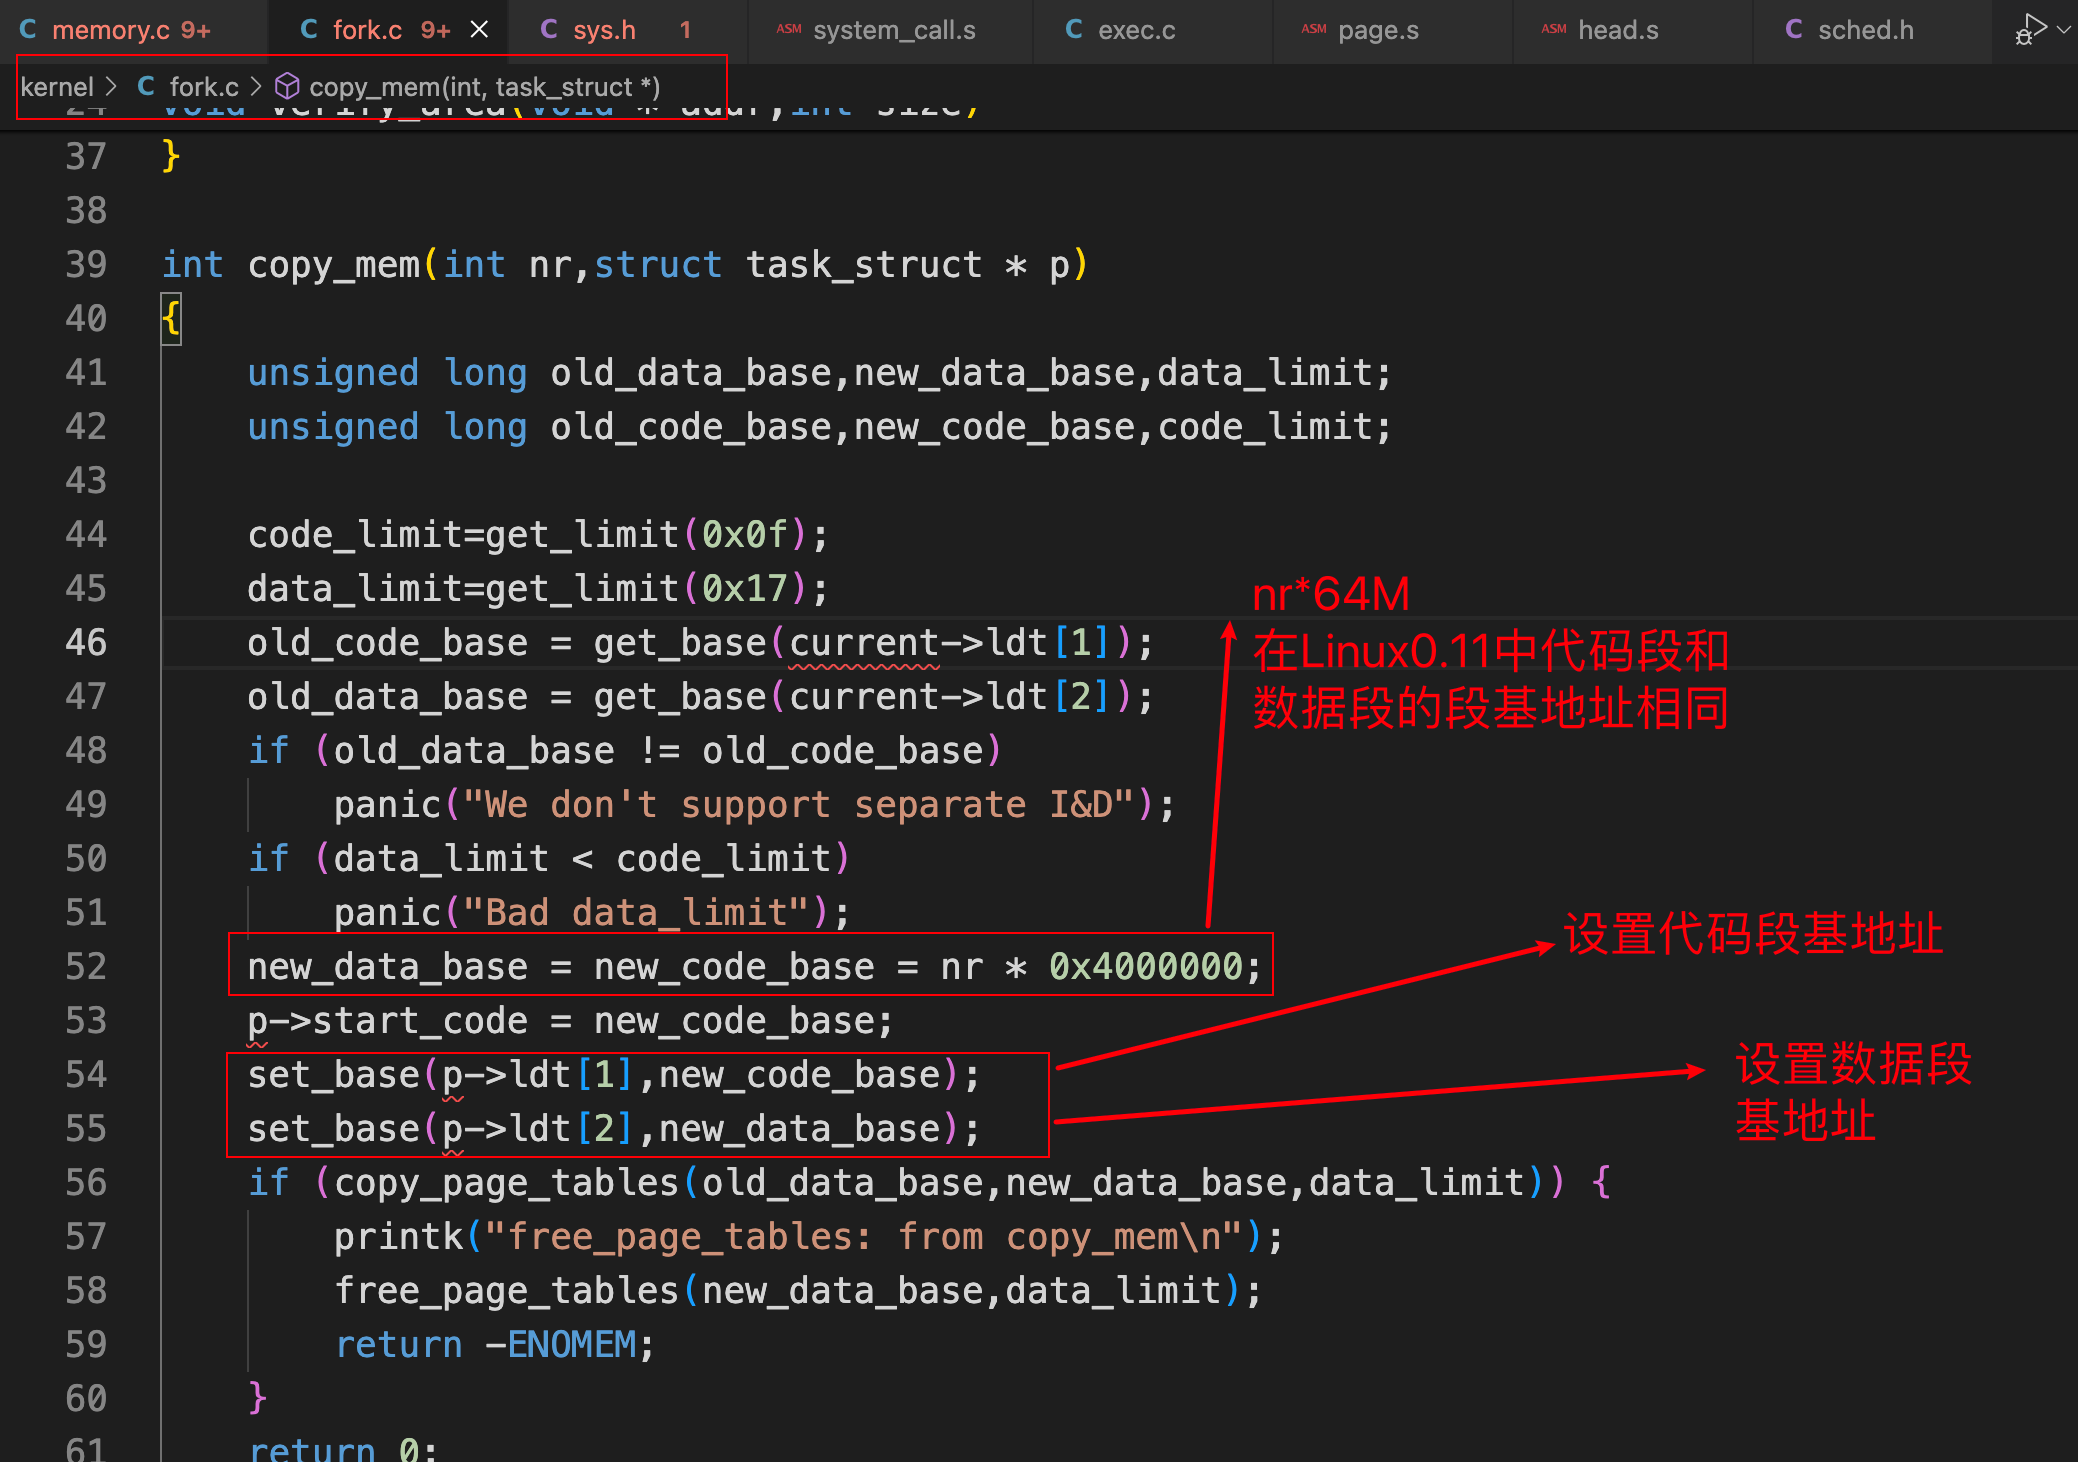 C memory.c 9+ C fork.c 9+ C sys.h 1 ASM system_call.s C exec.c ASM page.s ASM head.s C sched.h
kernel > C fork.c > copy_mem(int, task_struct *)
24 void verify_area(void * addr,int size)
37 }
38
39 int copy_mem(int nr,struct task_struct * p)
40 {
41 unsigned long old_data_base,new_data_base,data_limit;
42 unsigned long old_code_base,new_code_base,code_limit;
43
44 code_limit=get_limit(0x0f);
45 data_limit=get_limit(0x17);
nr*64M
在Linux0.11中代码段和
数据段的段基地址相同
46 old_code_base = get_base(current->ldt[1]);
47 old_data_base = get_base(current->ldt[2]);
48 if (old_data_base != old_code_base)
49 panic("We don't support separate I&D");
50 if (data_limit < code_limit)
51 panic("Bad data_limit");
设置代码段基地址
52 new_data_base = new_code_base = nr * 0x4000000;
53 p->start_code = new_code_base;
54 set_base(p->ldt[1],new_code_base);
设置数据段
基地址
55 set_base(p->ldt[2],new_data_base);
56 if (copy_page_tables(old_data_base,new_data_base,data_limit)) {
57 printk("free_page_tables: from copy_mem\n");
58 free_page_tables(new_data_base,data_limit);
59 return -ENOMEM;
60 }
61 return 0;